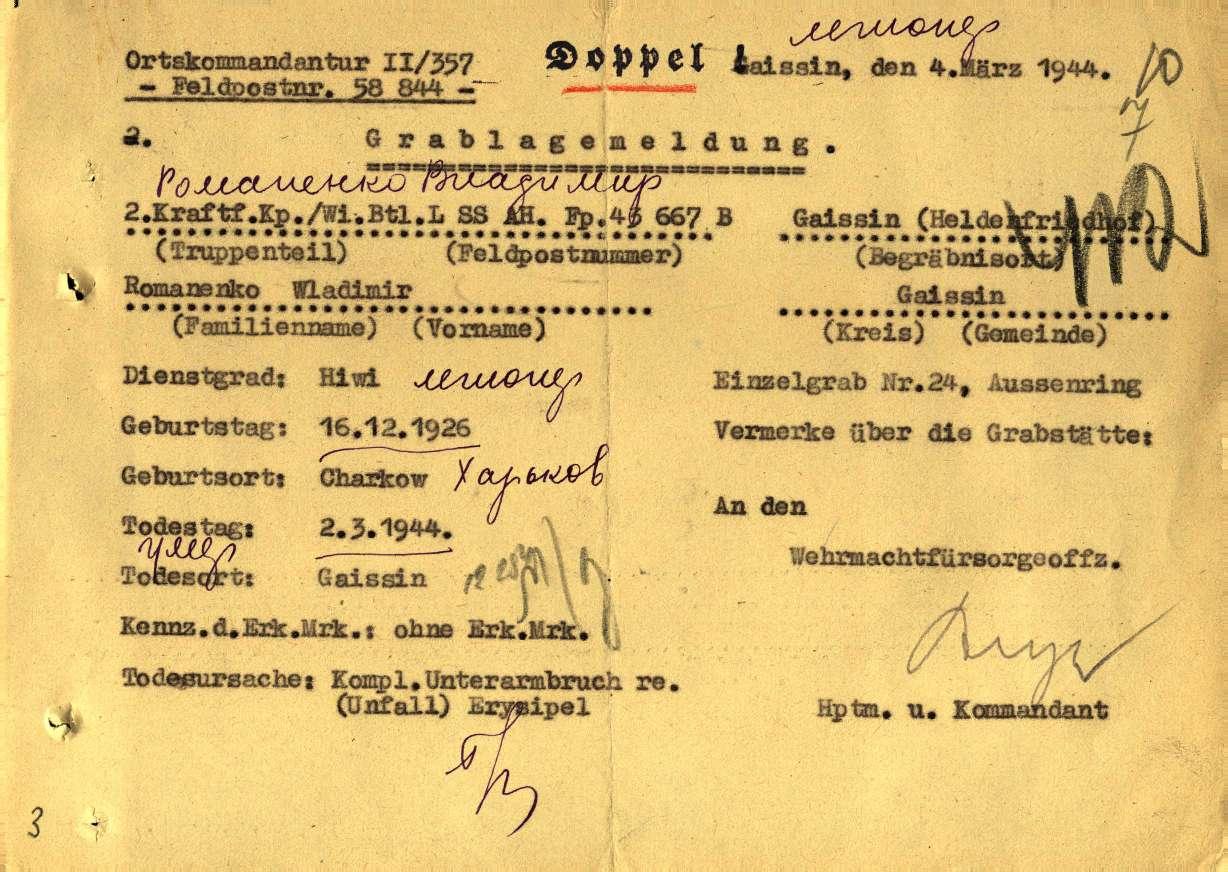 легионер
Ortskommandantur II/357
- Feldpostnr. 58 844 -
Doppel !
Gaissin, den 4.März 1944.
10
7
2. Grablagemeldung.
Романенко Владимир
2.Kraftf.Kp./Wi.Btl.L SS AH. Fp.43 667 B
(Truppenteil) (Feldpostnummer)
Romanenko Wladimir
(Familienname) (Vorname)
Gaissin (Heldenfriedhof)
(Begräbnisort)
Gaissin
(Kreis) (Gemeinde)
Dienstgrad: Hiwi легионер
Geburtstag: 16.12.1926
Geburtsort: Charkow Харьков
Todestag: 2.3.1944.
умер
Todesort: Gaissin
Kennz.d.Erk.Mrk.: ohne Erk.Mrk.
Todesursache: Kompl.Unterarmbruch re.
(Unfall) Erysipel
Einzelgrab Nr.24, Aussenring
Vermerke über die Grabstätte:
An den
Wehrmachtfürsorgeoffz.
Hptm. u. Kommandant
3